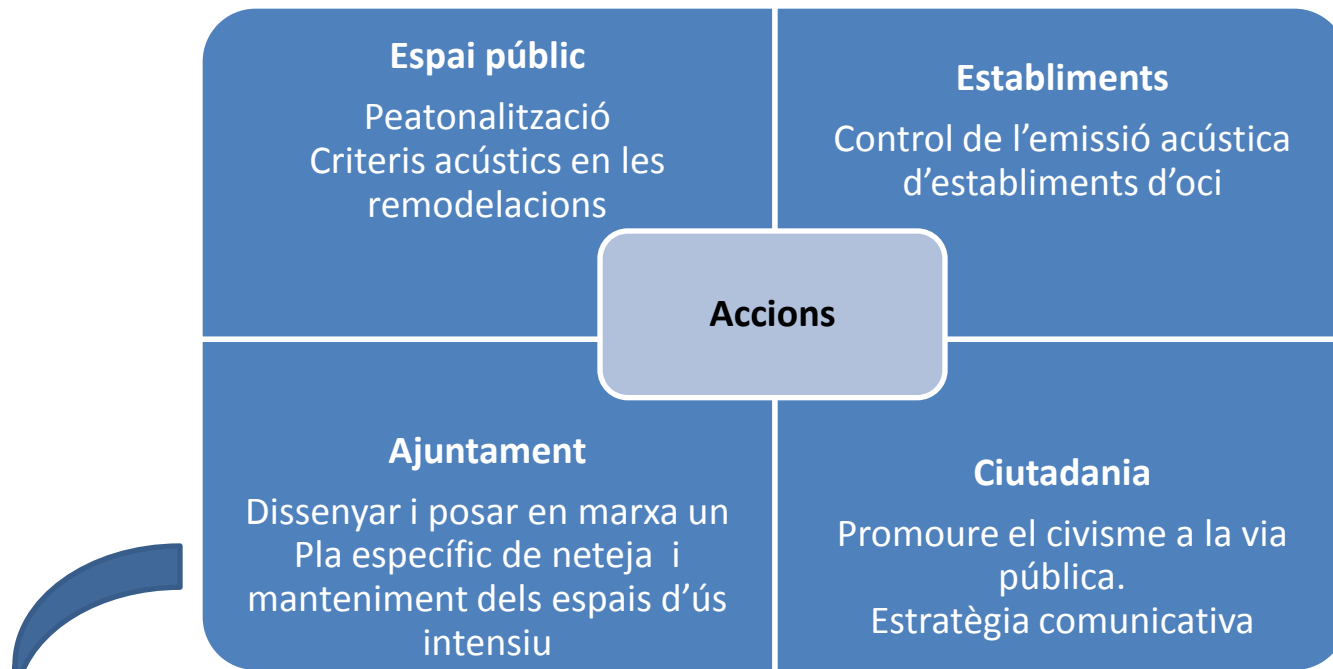 Espai públic
Peatonalització
Criteris acústics en les
remodelacions
Establiments
Control de l’emissió acústica
d’establiments d’oci
Accions
Ajuntament
Dissenyar i posar en marxa un
Pla específic de neteja i
manteniment dels espais d’ús
intensiu
Ciutadania
Promoure el civisme a la via
pública.
Estratègia comunicativa